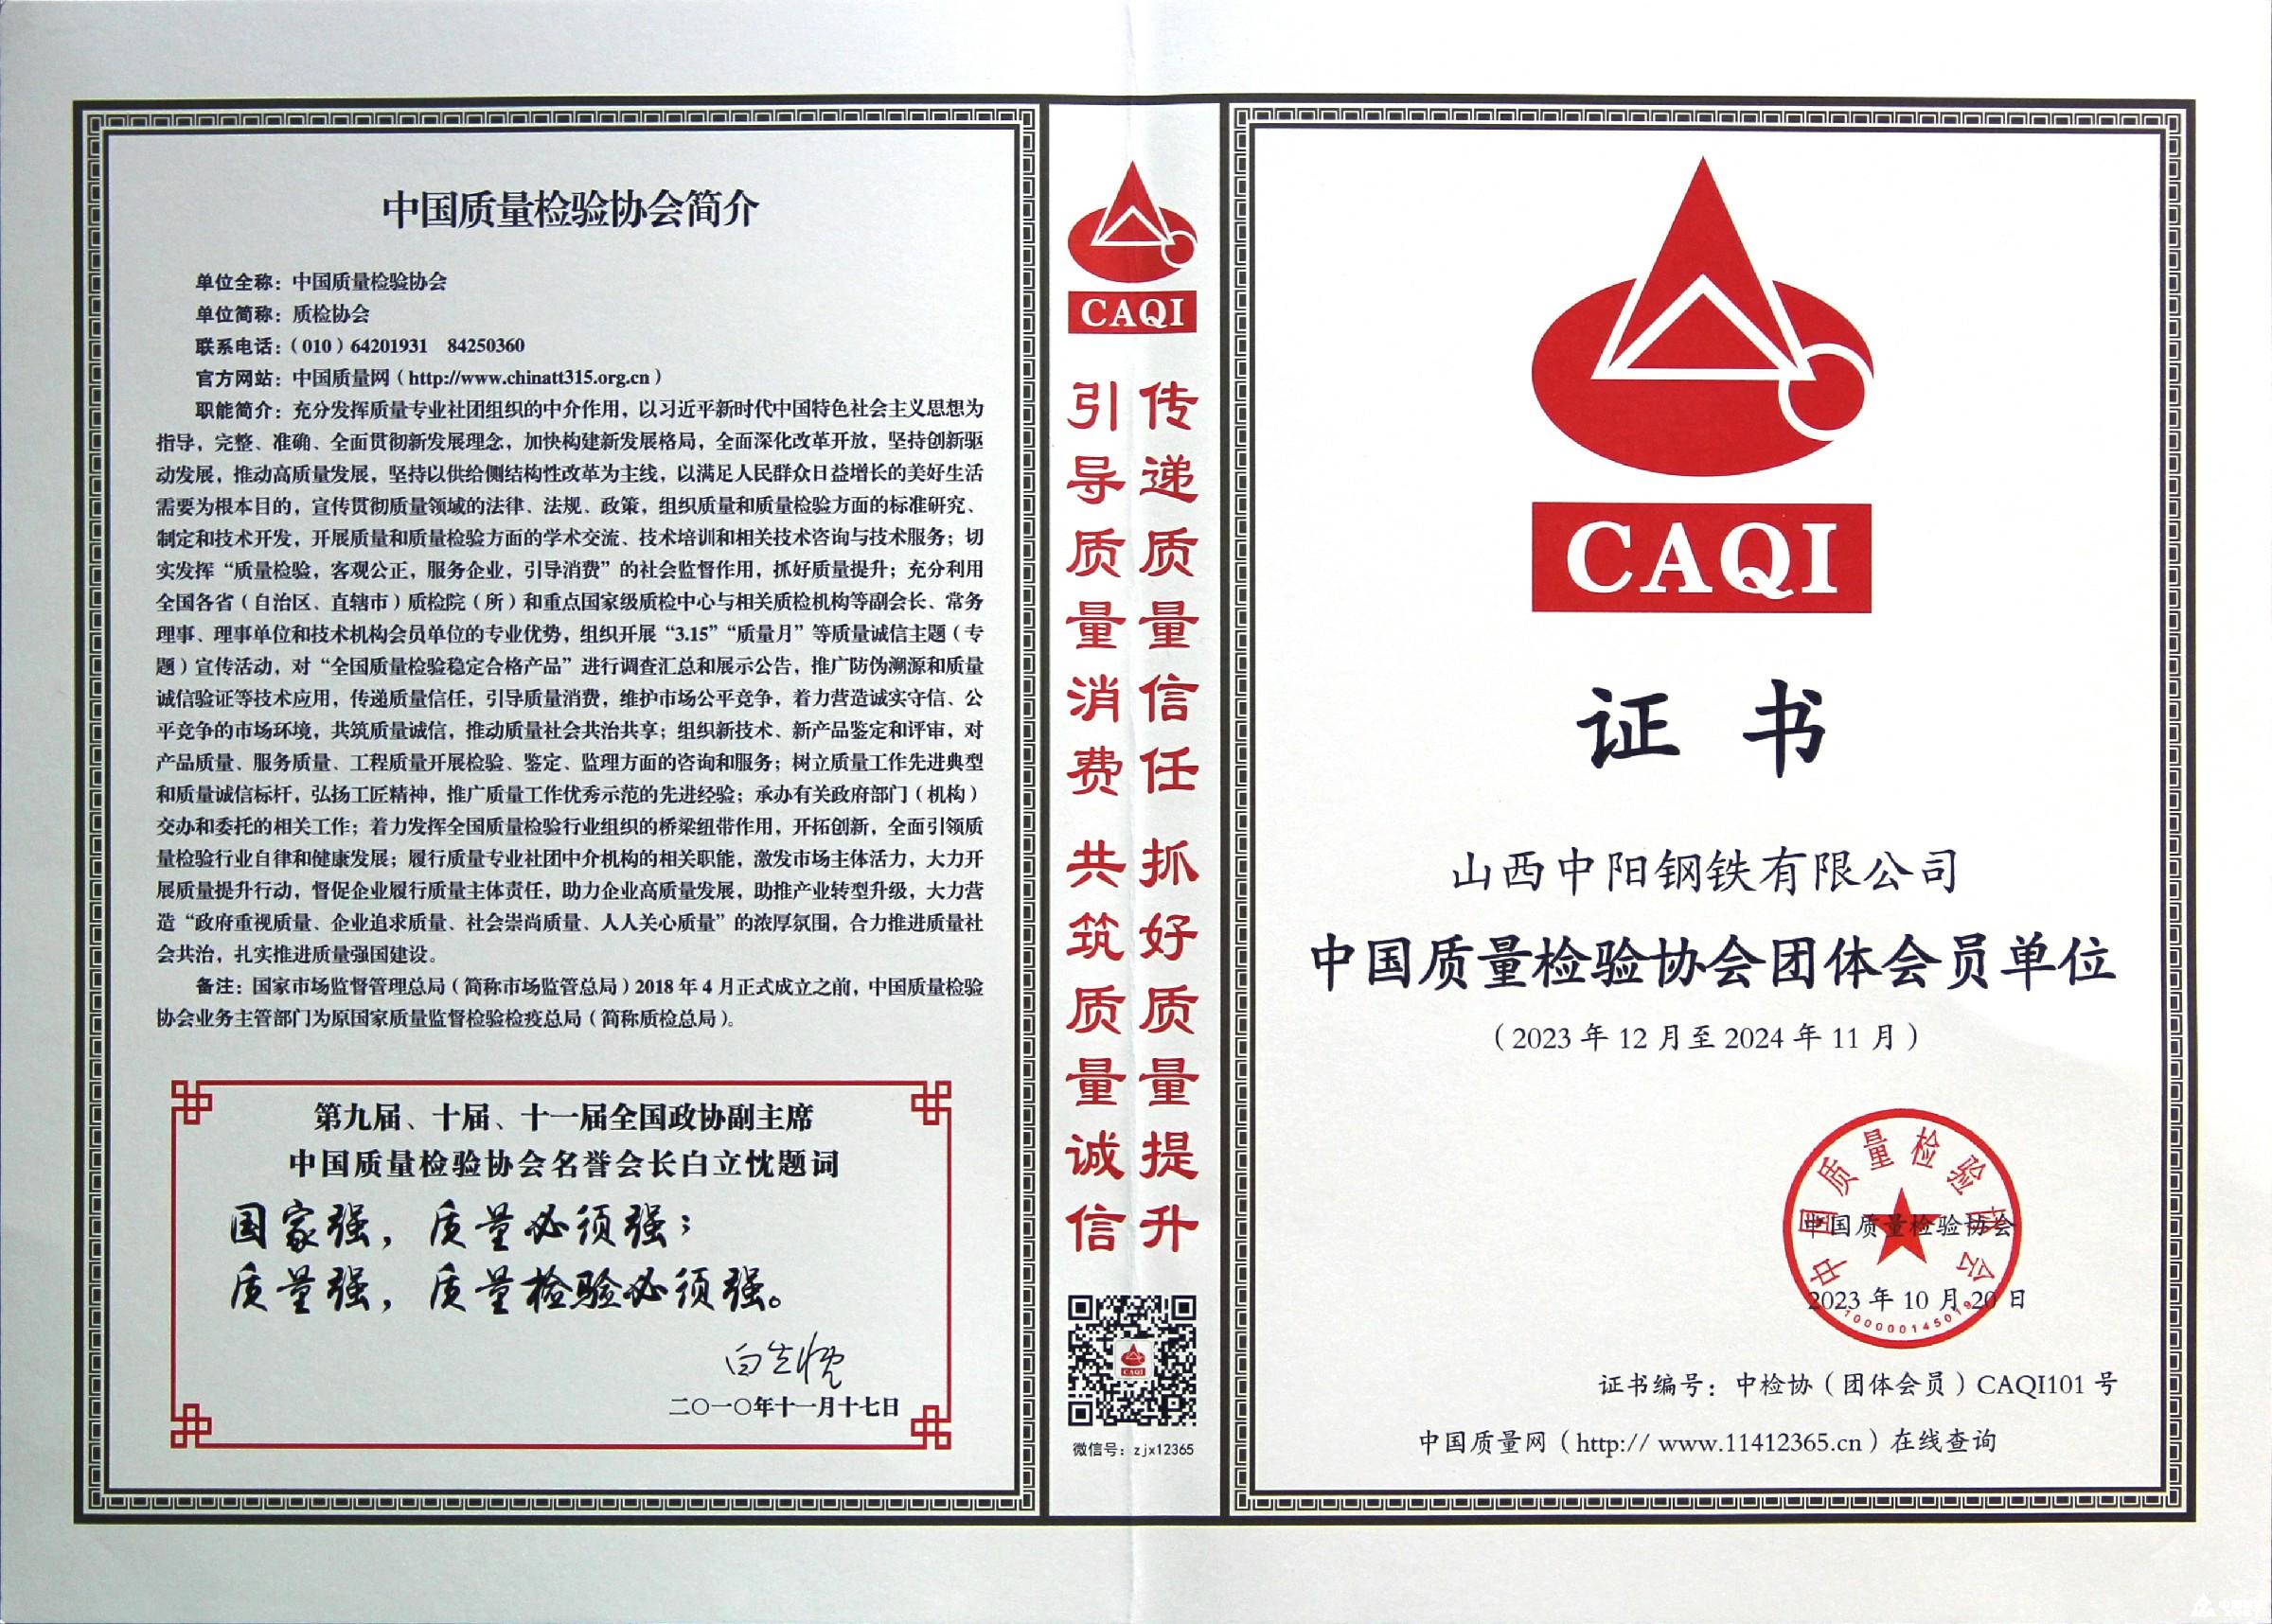 中国质量检验协会简介
单位全称：中国质量检验协会
单位简称：质检协会
联系电话：（010）64201931 84250360
官方网站：中国质量网（http://www.chinatt315.org.cn）
职能简介：充分发挥质量专业社团组织的中介作用，以习近平新时代中国特色社会主义思想为
指导，完整、准确、全面贯彻新发展理念，加快构建新发展格局，全面深化改革开放，坚持创新驱
动发展，推动高质量发展，坚持以供给侧结构性改革为主线，以满足人民群众日益增长的美好生活
需要为根本目的，宣传贯彻质量领域的法律、法规、政策，组织质量和质量检验方面的标准研究、
制定和技术开发，开展质量和质量检验方面的学术交流、技术培训和相关技术咨询与技术服务；切
实发挥“质量检验，客观公正，服务企业，引导消费”的社会监督作用，抓好质量提升；充分利用
全国各省（自治区、直辖市）质检院（所）和重点国家级质检中心与相关质检机构等副会长、常务
理事、理事单位和技术机构会员单位的专业优势，组织开展“3.15”“质量月”等质量诚信主题（专
题）宣传活动，对“全国质量检验稳定合格产品”进行调查汇总和展示公告，推广防伪溯源和质量
诚信验证等技术应用，传递质量信任，引导质量消费，维护市场公平竞争，着力营造诚实守信、公
平竞争的市场环境，共筑质量诚信，推动质量社会共治共享；组织新技术、新产品鉴定和评审，对
产品质量、服务质量、工程质量开展检验、鉴定、监理方面的咨询和服务；树立质量工作先进典型
和质量诚信标杆，弘扬工匠精神，推广质量工作优秀示范的先进经验；承办有关政府部门（机构）
交办和委托的相关工作；着力发挥全国质量检验行业组织的桥梁纽带作用，开拓创新，全面引领质
量检验行业自律和健康发展；履行质量专业社团中介机构的相关职能，激发市场主体活力，大力开
展质量提升行动，督促企业履行质量主体责任，助力企业高质量发展，助推产业转型升级，大力营
造“政府重视质量、企业追求质量、社会崇尚质量、人人关心质量”的浓厚氛围，合力推进质量社
会共治，扎实推进质量强国建设。
备注：国家市场监督管理总局（简称市场监管总局）2018年4月正式成立之前，中国质量检验
协会业务主管部门为原国家质量监督检验检疫总局（简称质检总局）。
第九届、十届、十一届全国政协副主席
中国质量检验协会名誉会长白立忱题词
国家强，质量必须强；
质量强，质量检验必须强。
白立忱
二〇一〇年十一月十七日
CAQI
传递质量信任 抓好质量提升
引导质量消费 共筑质量诚信
CAQI
微信号：zjx12365
CAQI
证书
山西中阳钢铁有限公司
中国质量检验协会团体会员单位
（2023年12月至2024年11月）
中国质量检验协会
中国质量检验协会
2023年10月20日
1100000145019
证书编号：中检协（团体会员）CAQI101号
中国质量网（http:// www.11412365.cn）在线查询